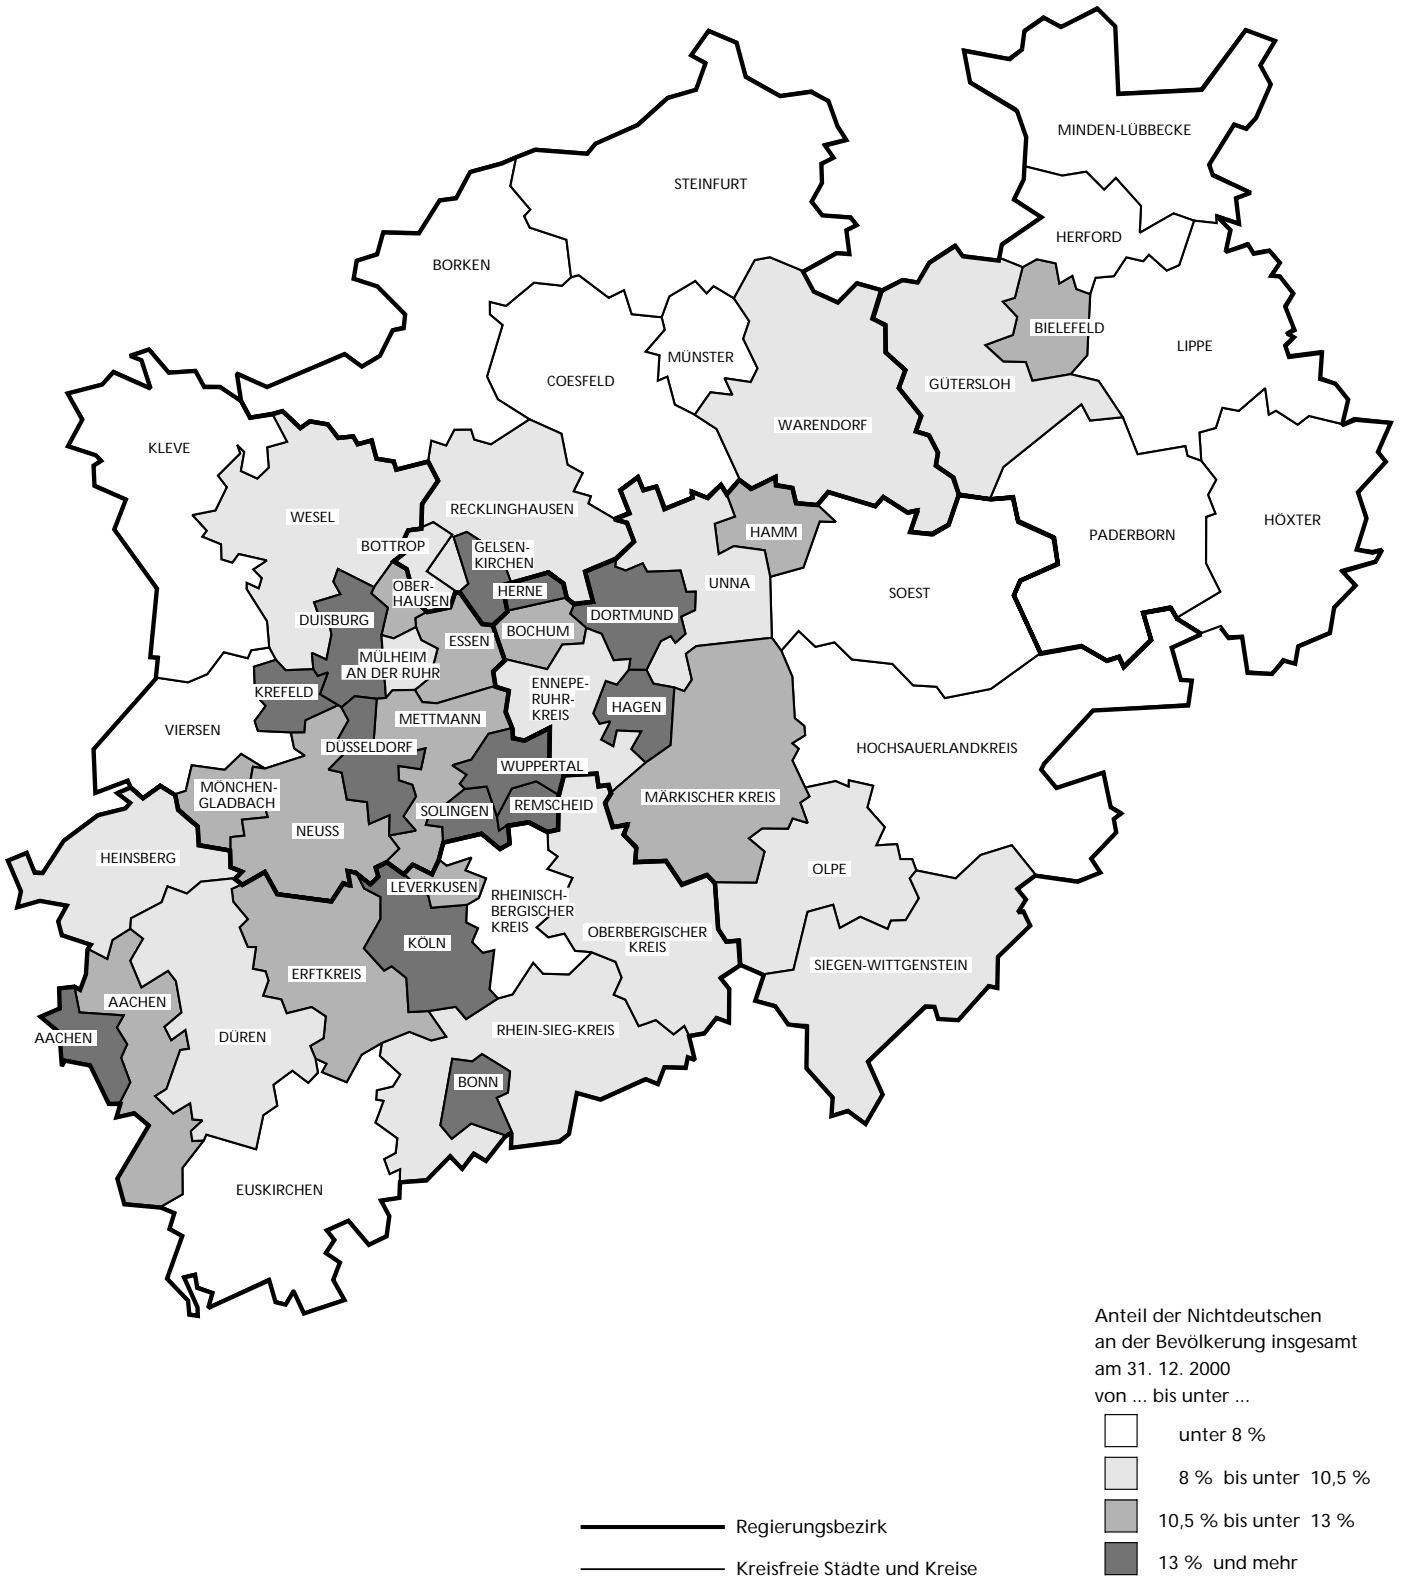 MINDEN-LÜBBECKE
STEINFURT
HERFORD
BORKEN
BIELEFELD
LIPPE
MÜNSTER
COESFELD
GÜTERSLOH
WARENDORF
KLEVE
RECKLINGHAUSEN
WESEL
HÖXTER
HAMM
PADERBORN
BOTTROP
GELSEN-
KIRCHEN
UNNA
OBER-
HAUSEN
HERNE
SOEST
DUISBURG
DORTMUND
BOCHUM
ESSEN
MÜLHEIM
AN DER RUHR
KREFELD
ENNEPE-
RUHR-
KREIS
HAGEN
METTMANN
VIERSEN
DÜSSELDORF
HOCHSAUERLANDKREIS
WUPPERTAL
MÖNCHEN-
GLADBACH
MÄRKISCHER KREIS
REMSCHEID
SOLINGEN
NEUSS
HEINSBERG
OLPE
LEVERKUSEN
RHEINISCH-
BERGISCHER
KREIS
OBERBERGISCHER
KREIS
KÖLN
SIEGEN-WITTGENSTEIN
ERFTKREIS
AACHEN
RHEIN-SIEG-KREIS
AACHEN
DÜREN
BONN
EUSKIRCHEN
Anteil der Nichtdeutschen
an der Bevölkerung insgesamt
am 31. 12. 2000
von ... bis unter ...
unter 8 %
8 % bis unter 10,5 %
10,5 % bis unter 13 %
13 % und mehr
Regierungsbezirk
Kreisfreie Städte und Kreise